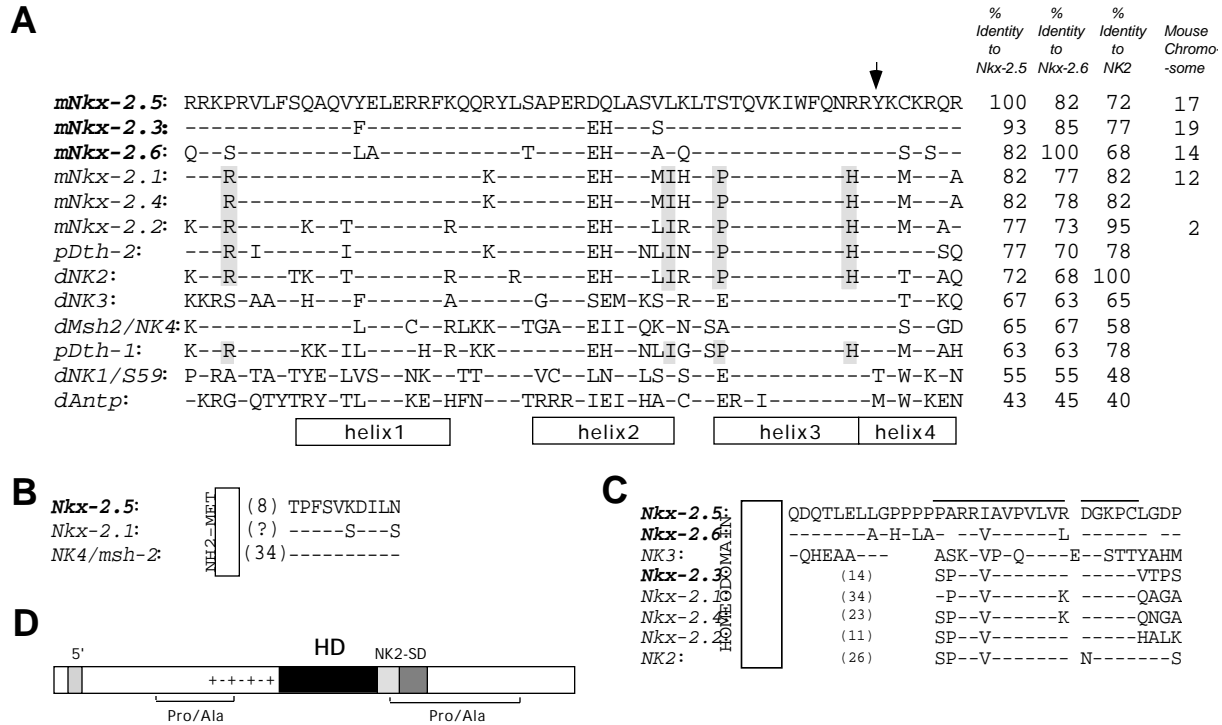 A
% Identity to Nkx-2.5
% Identity to Nkx-2.6
% Identity to NK2
Mouse Chromo- -some
mNkx-2.5: RRKPRVLFSQAQVYELERRFKQQRYLSAPERDQLASVLKLTSTQVKIWFQNRRYKCKRQR 100 82 72 17
mNkx-2.3: -------------F-----------------EH---S----------------------- 93 85 77 19
mNkx-2.6: Q--S---------LA-----------T----EH---A-Q----------------S-S-- 82 100 68 14
mNkx-2.1: ---R-------------------K-------EH---MIH--P---------H---M---A 82 77 82 12
mNkx-2.4: ---R-------------------K-------EH---MIH--P---------H---M---A 82 78 82
mNkx-2.2: K--R-----K--T-------R----------EH---LIR--P---------H---M--A- 77 73 95 2
pDth-2: ---R-I------I----------K-------EH--NLIN--P---------H------SQ 77 70 78
dNK2: K--R----TK--T-------R----R-----EH---LIR--P---------H---T--AQ 72 68 100
dNK3: KKRS-AA--H---F------A------G---SEM-KS-R--E-------------T--KQ 67 63 65
dMsh2/NK4: K------------L---C--RLKK--TGA--EII-QK-N-SA-------------S--GD 65 67 58
pDth-1: K--R-----KK-IL------H-R-KK-----EH--NLIG-SP---------H---M--AH 63 63 78
dNK1/S59: P-RA-TA-TYE-LVS---NK--TT----VC--LN--LS-S--E-----------T-W-K-N 55 55 48
dAntp: -KRG-QTYTRY-TL----KE-HFN---TRRR-IEI-HA-C--ER-I--------M-W-KEN 43 45 40
helix1 helix2 helix3 helix4
B
NH2-MET
Nkx-2.5: (8) TPFSVKDILN
Nkx-2.1: (?) -----S---S
NK4/msh-2: (34) ----------
C
HOMEODOMAIN
Nkx-2.5: QDQTLELLGPPPPPPARRIAVPVLVR DGKPCLGDP
Nkx-2.6 -------A-H-LA--V------L --- -- ---
NK3: -QHEAA-- ASK-VP-Q----E--STTYAHM
Nkx-2.3: (14) SP--V------ -----VTPS
Nkx-2.1: (34) -P--V-----K -----QAGA
Nkx-2.4: (23) SP--V-----K -----QNGA
Nkx-2.2: (11) SP--V------ -----HALK
NK2: (26) SP--V------ N-------S
D
5'
+-+-+-+
HD
NK2-SD
Pro/Ala
Pro/Ala